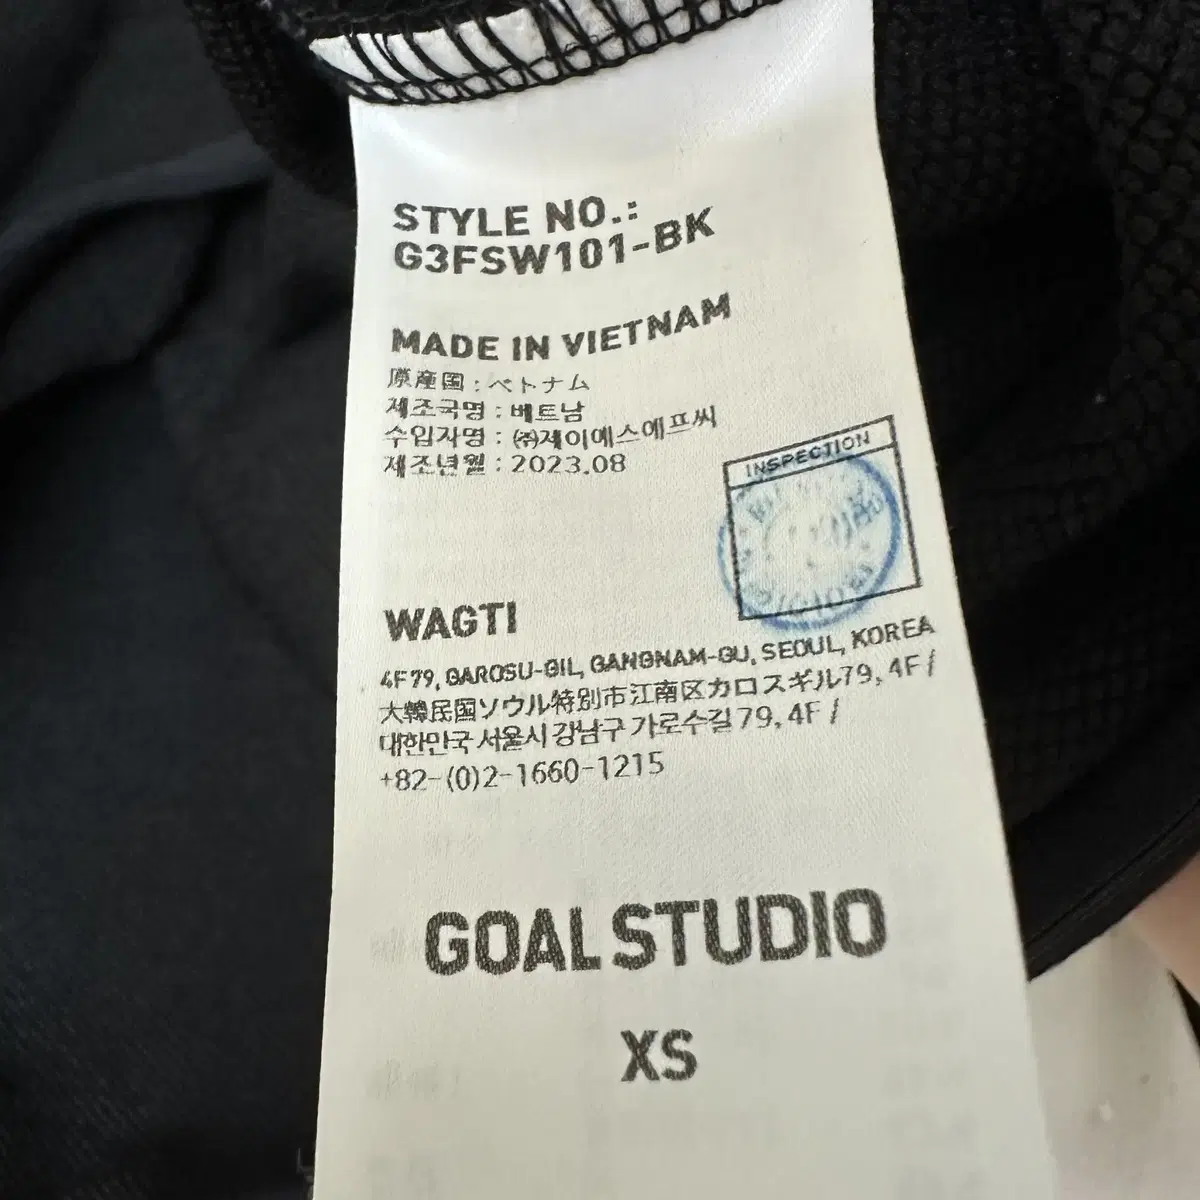 STYLE NO.:
G3FSW101-BK
MADE IN VIETNAM
原産国 : ベトナム
제조국명 : 베트남
수입자명 : ㈜제이에스에프씨
제조년월 : 2023.08
INSPECTION
WAGTI
4F 79, GAROSU-GIL, GANGNAM-GU, SEOUL, KOREA
大韓民国ソウル特別市江南区カロスギル79, 4F /
대한민국 서울시 강남구 가로수길 79, 4F /
+82-(0)2-1660-1215
GOALSTUDIO
XS